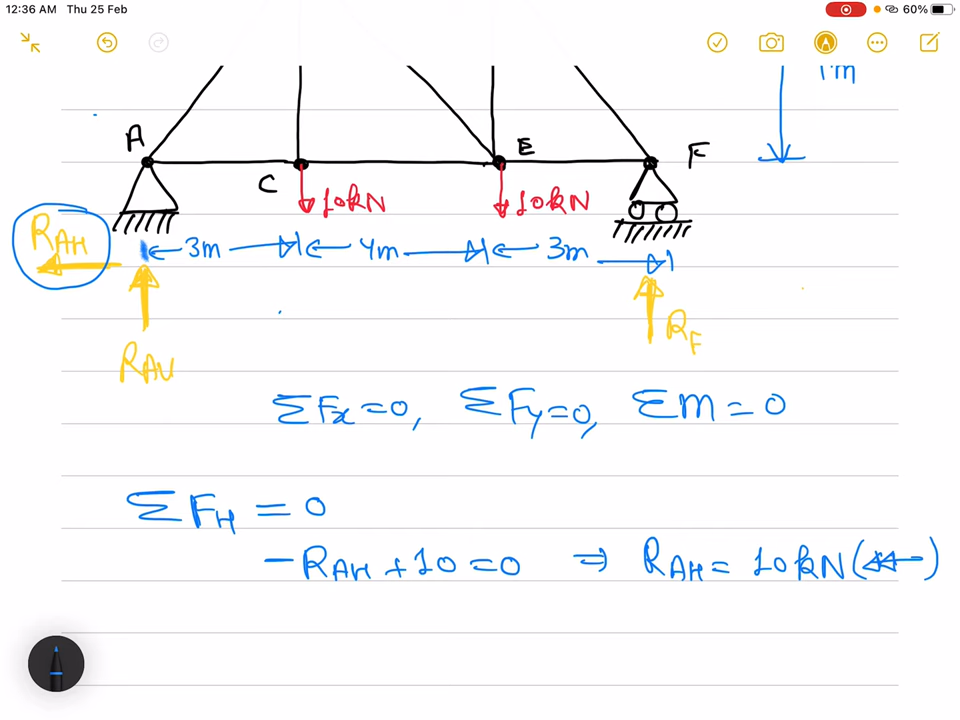 12:36 AM Thu 25 Feb 60%
1m
A E F
C 10kN 10kN
RAH 3m 4m 3m
RAV RF
ΣFx=0, ΣFy=0, ΣM=0
ΣFH = 0
-RAH+10=0 ⇒ RAH= 10kN(←)